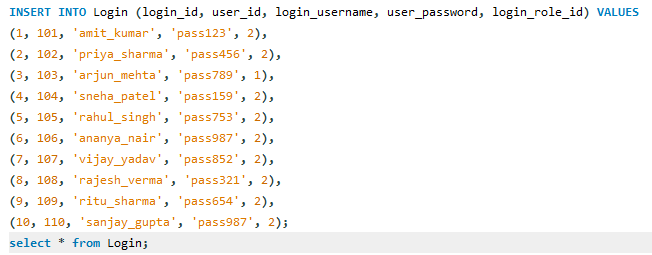 INSERT INTO Login (login_id, user_id, login_username, user_password, login_role_id) VALUES
(1, 101, 'amit_kumar', 'pass123', 2),
(2, 102, 'priya_sharma', 'pass456', 2),
(3, 103, 'arjun_mehta', 'pass789', 1),
(4, 104, 'sneha_patel', 'pass159', 2),
(5, 105, 'rahul_singh', 'pass753', 2),
(6, 106, 'ananya_nair', 'pass987', 2),
(7, 107, 'vijay_yadav', 'pass852', 2),
(8, 108, 'rajesh_verma', 'pass321', 2),
(9, 109, 'ritu_sharma', 'pass654', 2),
(10, 110, 'sanjay_gupta', 'pass987', 2);
select * from Login;